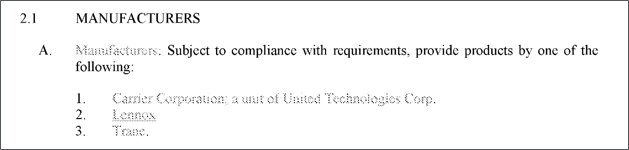 2.1 MANUFACTURERS
A. Manufacturers: Subject to compliance with requirements, provide products by one of the
following:
1. Carrier Corporation; a unit of United Technologies Corp.
2. Lennox
3. Trane.